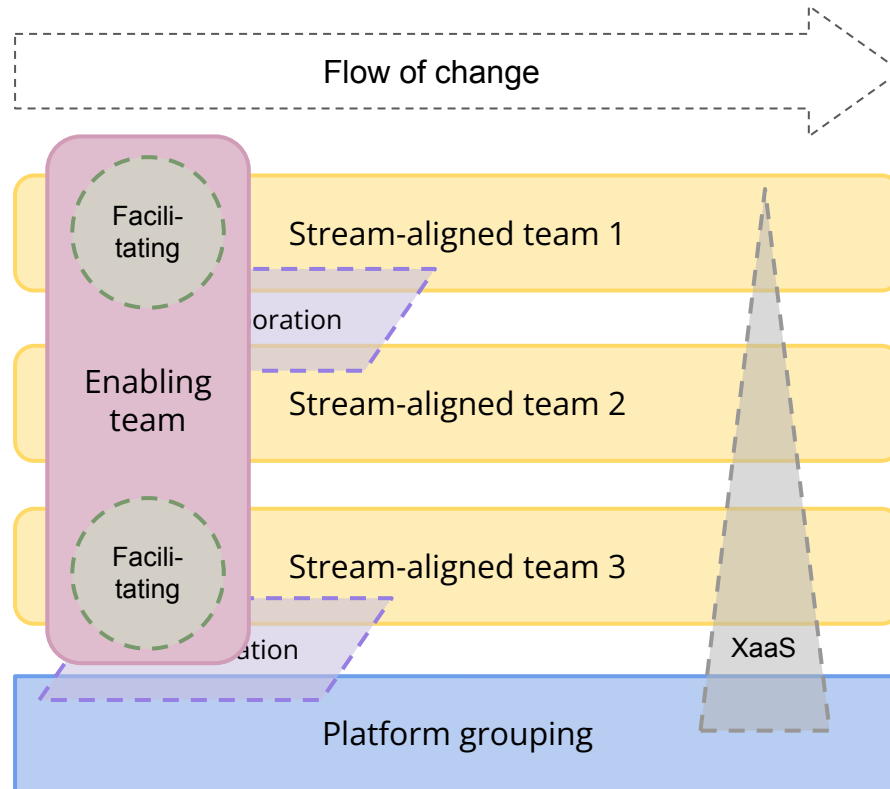 Flow of change
Facili-
tating
Stream-aligned team 1
oration
Enabling
team
Stream-aligned team 2
Facili-
tating
Stream-aligned team 3
ation
XaaS
Platform grouping